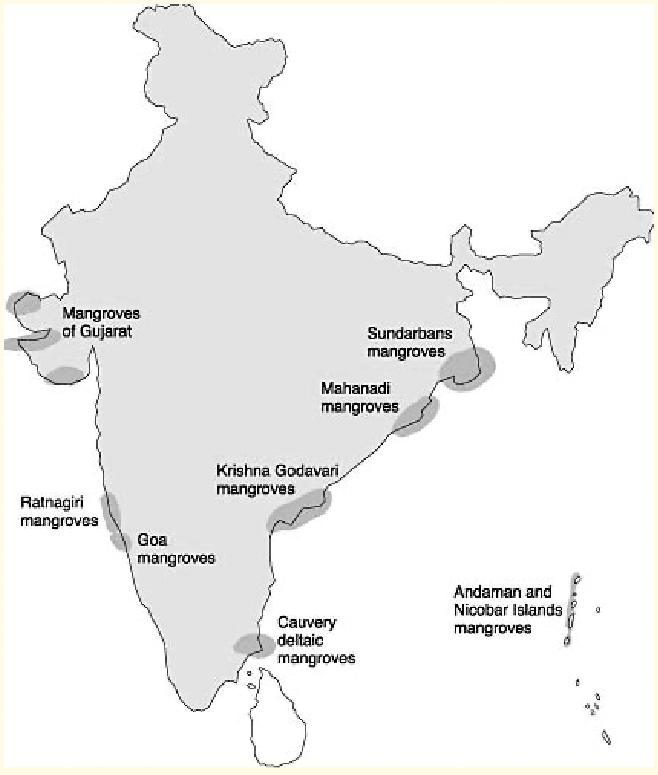 Mangroves
of Gujarat
Sundarbans
mangroves
Mahanadi
mangroves
Krishna Godavari
mangroves
Ratnagiri
mangroves
Goa
mangroves
Andaman and
Nicobar Islands
mangroves
Cauvery
deltaic
mangroves